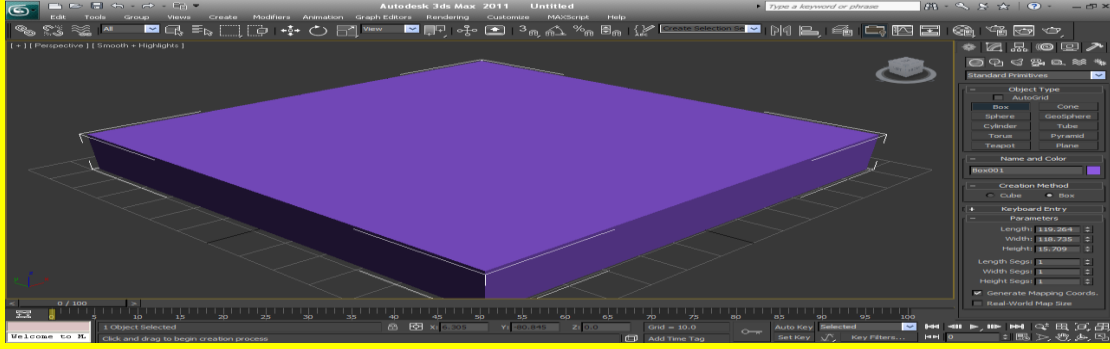 Autodesk 3ds Max 2011 Untitled
Type a keyword or phrase
Edit Tools Group Views Create Modifiers Animation Graph Editors Rendering Customize MAXScript Help
All View Create Selection Se
[ + ] [ Perspective ] [ Smooth + Highlights ]
Standard Primitives
Object Type
AutoGrid
Box Cone
Sphere GeoSphere
Cylinder Tube
Torus Pyramid
Teapot Plane
Name and Color
Box001
Creation Method
Cube Box
Keyboard Entry
Parameters
Length: 119.264
Width: 118.735
Height: 15.709
Length Segs: 1
Width Segs: 1
Height Segs: 1
Generate Mapping Coords.
Real-World Map Size
0 / 100
0 5 10 15 20 25 30 35 40 45 50 55 60 65 70 75 80 85 90 95 100
1 Object Selected X: 6.305 Y: -80.845 Z: 0.0 Grid = 10.0 Auto Key Selected
Welcome to M. Click and drag to begin creation process Add Time Tag Set Key Key Filters... 0